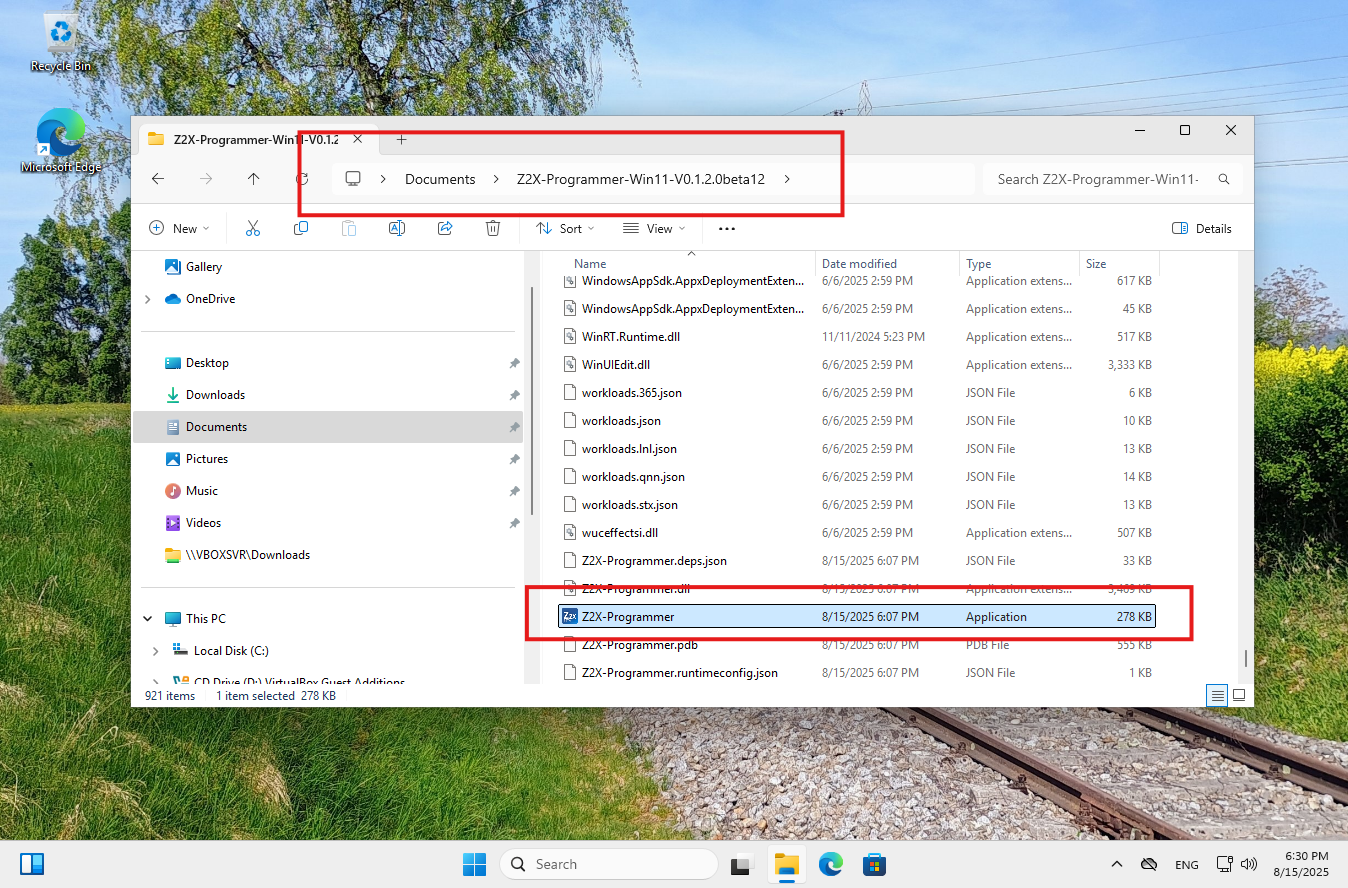 Recycle Bin
Microsoft Edge
Z2X-Programmer-Win11-V0.1.2
Documents Z2X-Programmer-Win11-V0.1.2.0beta12
Search Z2X-Programmer-Win11-
New Sort View Details
Gallery
OneDrive
Desktop
Downloads
Documents
Pictures
Music
Videos
\\VBOXSVR\Downloads
This PC
Local Disk (C:)
CD Drive (D:) VirtualBox Guest Additions
Name Date modified Type Size
WindowsAppSdk.AppxDeploymentExten... 6/6/2025 2:59 PM Application extens... 617 KB
WindowsAppSdk.AppxDeploymentExten... 6/6/2025 2:59 PM Application extens... 45 KB
WinRT.Runtime.dll 11/11/2024 5:23 PM Application extens... 517 KB
WinUIEdit.dll 6/6/2025 2:59 PM Application extens... 3,333 KB
workloads.365.json 6/6/2025 2:59 PM JSON File 6 KB
workloads.json 6/6/2025 2:59 PM JSON File 10 KB
workloads.lnl.json 6/6/2025 2:59 PM JSON File 13 KB
workloads.qnn.json 6/6/2025 2:59 PM JSON File 14 KB
workloads.stx.json 6/6/2025 2:59 PM JSON File 13 KB
wuceffectsi.dll 6/6/2025 2:59 PM Application extens... 507 KB
Z2X-Programmer.deps.json 8/15/2025 6:07 PM JSON File 33 KB
Z2X-Programmer.dll 8/15/2025 6:07 PM Application extens... 3,409 KB
Z2X-Programmer 8/15/2025 6:07 PM Application 278 KB
Z2X-Programmer.pdb 8/15/2025 6:07 PM PDB File 555 KB
Z2X-Programmer.runtimeconfig.json 8/15/2025 6:07 PM JSON File 1 KB
921 items 1 item selected 278 KB
Search
ENG
6:30 PM
8/15/2025